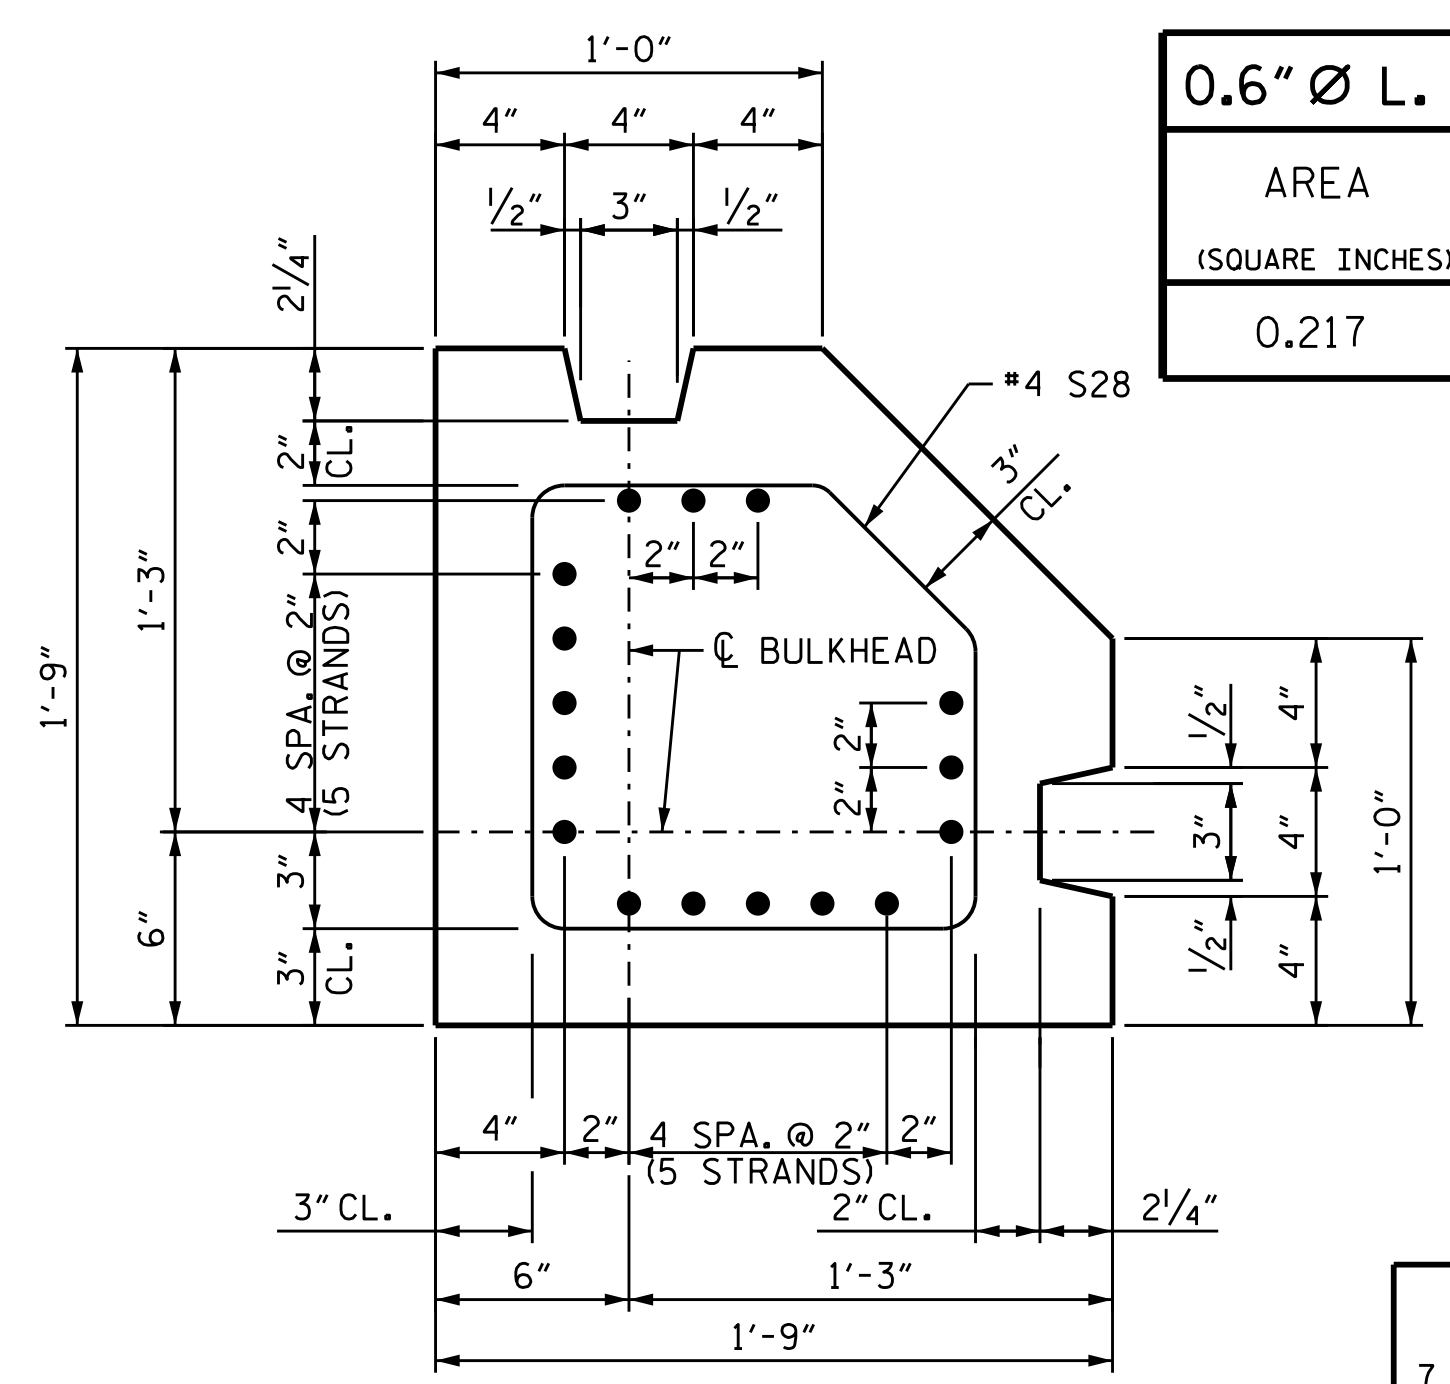 1'-0"
0.6" Ø L.
4" 4" 4"
AREA
1/2" 3" 1/2"
(SQUARE INCHES)
2 1/4"
0.217
#4 S28
2"
CL.
3"
CL.
2"
2" 2"
1'-3"
4 SPA. @ 2"
(5 STRANDS)
℄ BULKHEAD
1'-9"
1/2"
4"
2"
2"
3"
4"
1'-0"
3"
6"
1/2"
4"
3"
CL.
4" 2" 4 SPA. @ 2" 2"
(5 STRANDS)
3" CL. 2" CL. 2 1/4"
6" 1'-3"
1'-9"